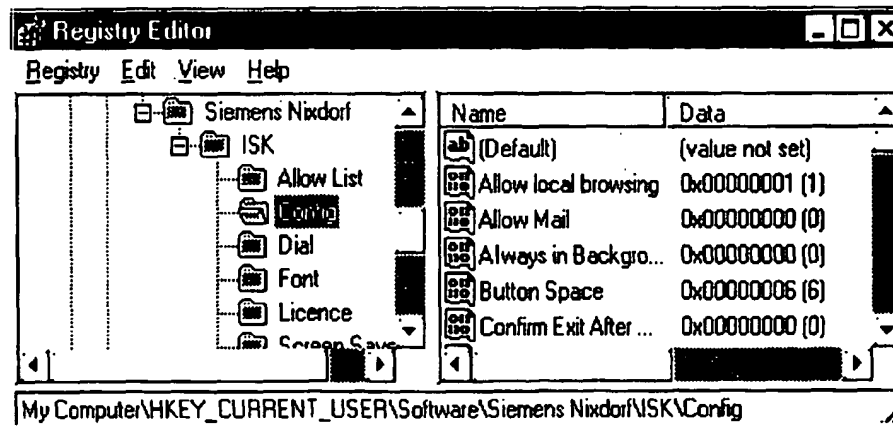 Registry Editor
Registry Edit View Help
Siemens Nixdorf
ISK
Allow List
Config
Dial
Font
Licence
Screen Save
Name Data
(Default) (value not set)
Allow local browsing 0x00000001 (1)
Allow Mail 0x00000000 (0)
Always in Backgro... 0x00000000 (0)
Button Space 0x00000006 (6)
Confirm Exit After ... 0x00000000 (0)
My Computer\HKEY_CURRENT_USER\Software\Siemens Nixdorf\ISK\Config